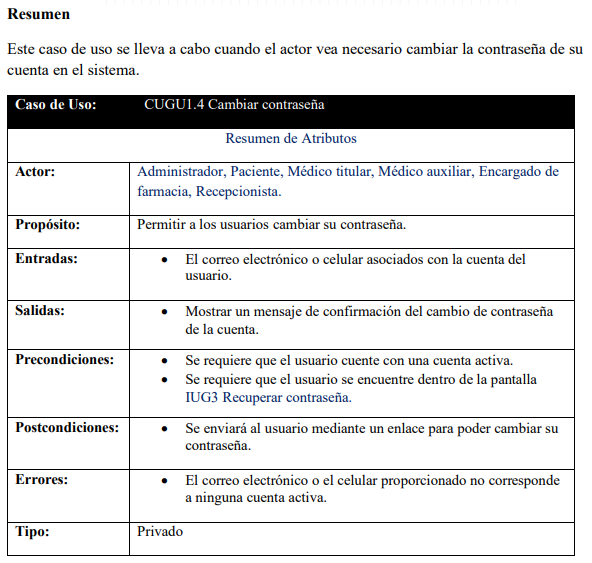 Resumen
Este caso de uso se lleva a cabo cuando el actor vea necesario cambiar la contraseña de su
cuenta en el sistema.
Caso de Uso: CUGU1.4 Cambiar contraseña
Resumen de Atributos
Actor: Administrador, Paciente, Médico titular, Médico auxiliar, Encargado de
farmacia, Recepcionista.
Propósito: Permitir a los usuarios cambiar su contraseña.
Entradas: • El correo electrónico o celular asociados con la cuenta del
usuario.
Salidas: • Mostrar un mensaje de confirmación del cambio de contraseña
de la cuenta.
Precondiciones: • Se requiere que el usuario cuente con una cuenta activa.
• Se requiere que el usuario se encuentre dentro de la pantalla
IUG3 Recuperar contraseña.
Postcondiciones: • Se enviará al usuario mediante un enlace para poder cambiar su
contraseña.
Errores: • El correo electrónico o el celular proporcionado no corresponde
a ninguna cuenta activa.
Tipo: Privado